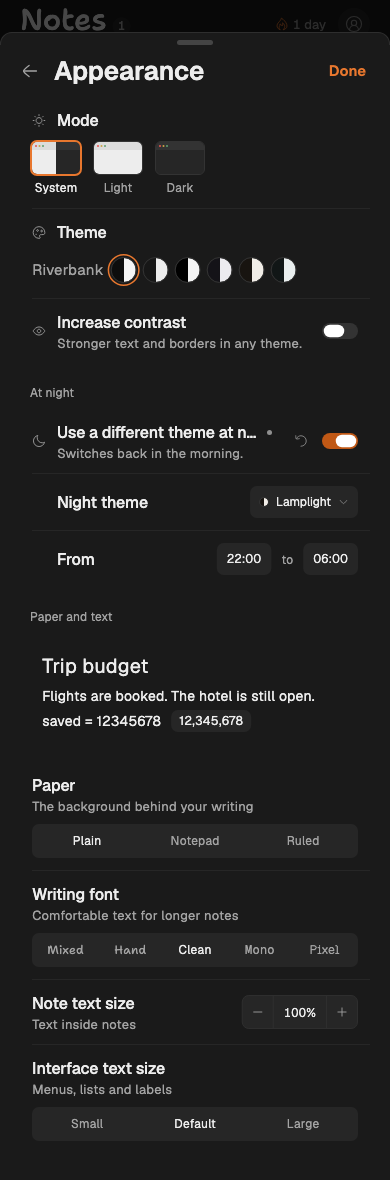 Notes 1
1 day
Appearance
Done
Mode
System
Light
Dark
Theme
Riverbank
Increase contrast
Stronger text and borders in any theme.
At night
Use a different theme at n...
Switches back in the morning.
Night theme
Lamplight
From
22:00 to 06:00
Paper and text
Trip budget
Flights are booked. The hotel is still open.
saved = 12345678 12,345,678
Paper
The background behind your writing
Plain
Notepad
Ruled
Writing font
Comfortable text for longer notes
Mixed
Hand
Clean
Mono
Pixel
Note text size
Text inside notes
− 100% +
Interface text size
Menus, lists and labels
Small
Default
Large